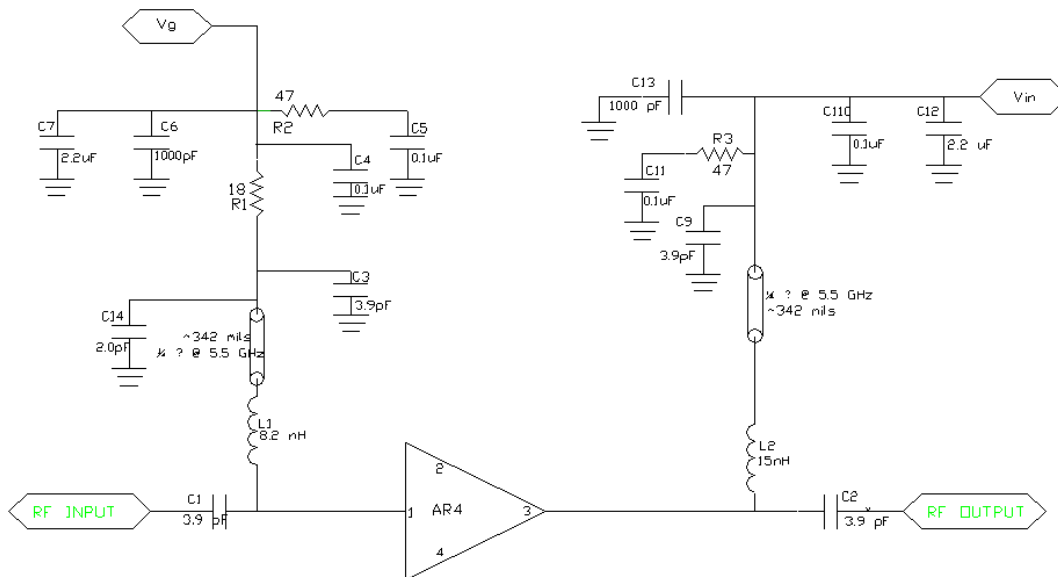 Vg
C13
1000 pF
Vin
47
R2
C7
2.2uF
C6
1000pF
C5
0.1uF
C4
0.1uF
18
R1
R3
47
C11
0.1uF
C110
0.1uF
C12
2.2 uF
C9
3.9pF
C3
3.9pF
C14
2.0pF
~342 mils
¼ ? @ 5.5 GHz
¼ ? @ 5.5 GHz
~342 mils
L1
8.2 nH
L2
15nH
RF INPUT
C1
3.9 pF
1
2
AR4
3
4
C2
3.9 pF
RF OUTPUT